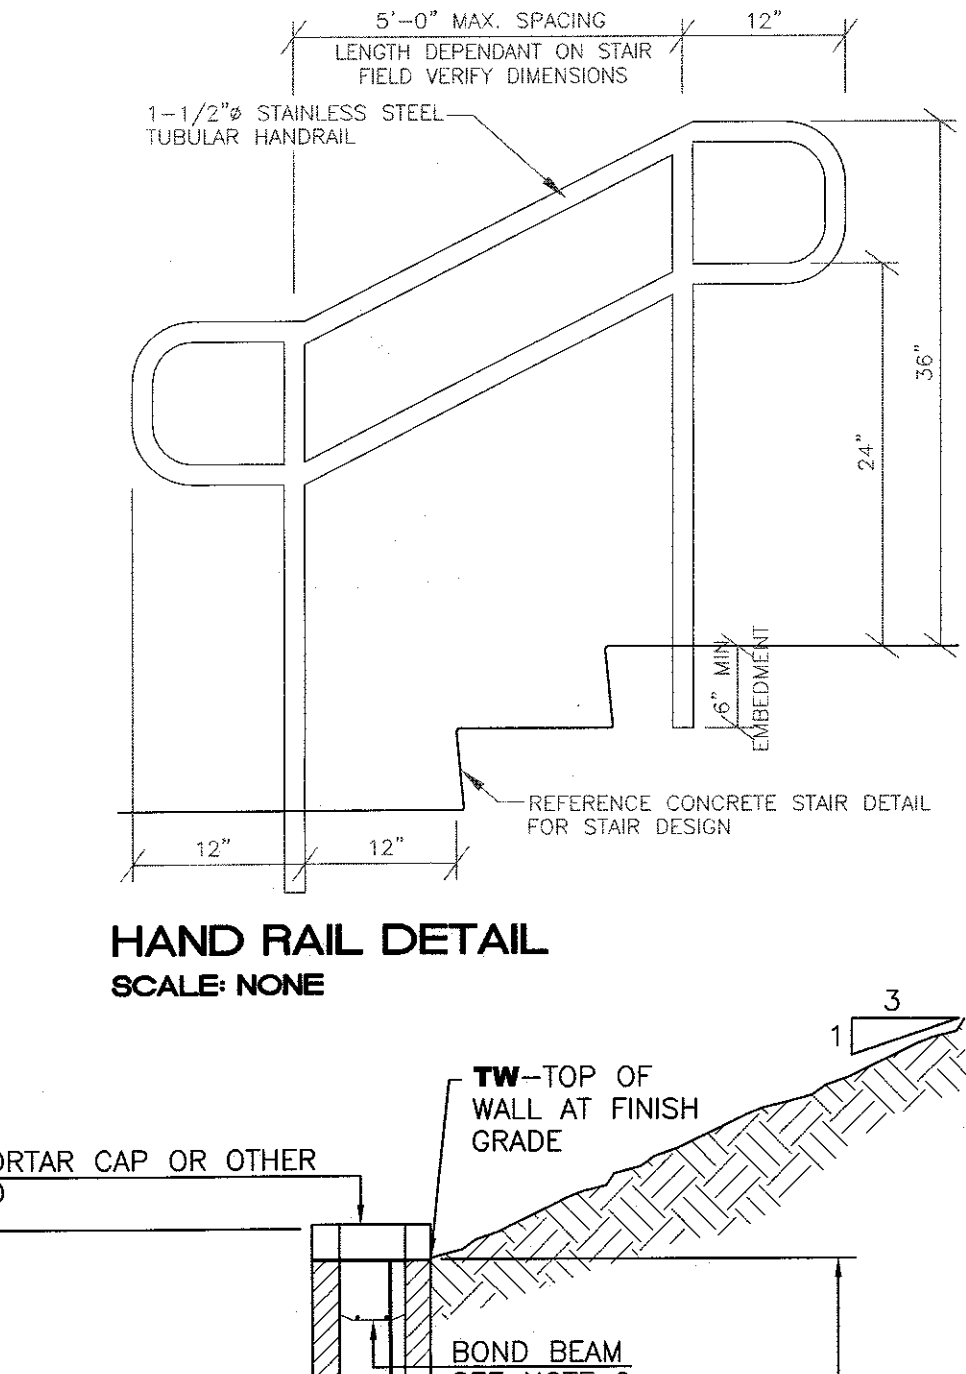 5'-0" MAX. SPACING
12"
LENGTH DEPENDANT ON STAIR
FIELD VERIFY DIMENSIONS
1-1/2"ø STAINLESS STEEL
TUBULAR HANDRAIL
36"
24"
6" MIN
EMBEDMENT
REFERENCE CONCRETE STAIR DETAIL
FOR STAIR DESIGN
12"
12"
HAND RAIL DETAIL
SCALE: NONE
3
1
TW-TOP OF
WALL AT FINISH
GRADE
CAP OR OTHER
BOND BEAM